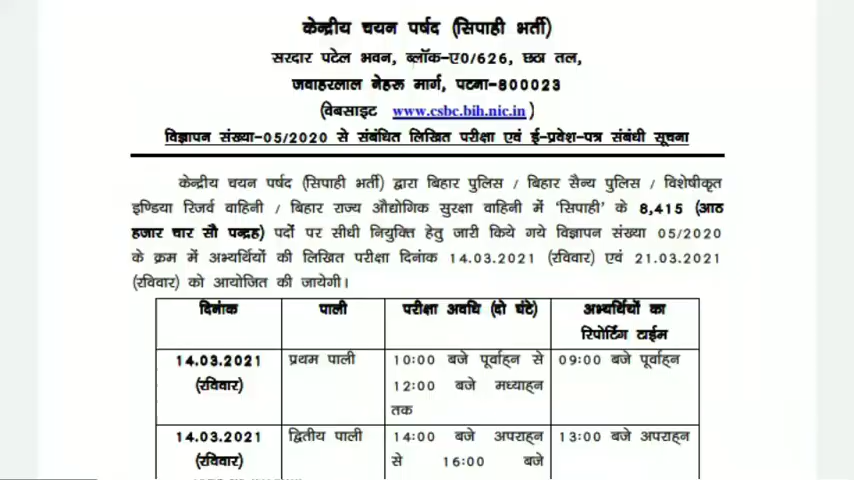 केन्द्रीय चयन पर्षद (सिपाही भर्ती)
सरदार पटेल भवन, ब्लॉक-ए0/626, छठा तल,
जवाहरलाल नेहरू मार्ग, पटना-800023
(वेबसाइट www.csbc.bih.nic.in )
विज्ञापन संख्या-05/2020 से संबंधित लिखित परीक्षा एवं ई-प्रवेश-पत्र संबंधी सूचना
केन्द्रीय चयन पर्षद (सिपाही भर्ती) द्वारा बिहार पुलिस / बिहार सैन्य पुलिस / विशेषीकृत
इण्डिया रिजर्व वाहिनी / बिहार राज्य औद्योगिक सुरक्षा वाहिनी में 'सिपाही' के 8,415 (आठ
हजार चार सौ पन्द्रह) पदों पर सीधी नियुक्ति हेतु जारी किये गये विज्ञापन संख्या 05/2020
के क्रम में अभ्यर्थियों की लिखित परीक्षा दिनांक 14.03.2021 (रविवार) एवं 21.03.2021
(रविवार) को आयोजित की जायेगी।
दिनांक पाली परीक्षा अवधि (दो घंटे) अभ्यर्थियों का
रिपोर्टिंग टाईम
14.03.2021 प्रथम पाली 10:00 बजे पूर्वाह्न से 09:00 बजे पूर्वाह्न
(रविवार) 12:00 बजे मध्याह्न
तक
14.03.2021 द्वितीय पाली 14:00 बजे अपराह्न 13:00 बजे अपराह्न
(रविवार) से 16:00 बजे